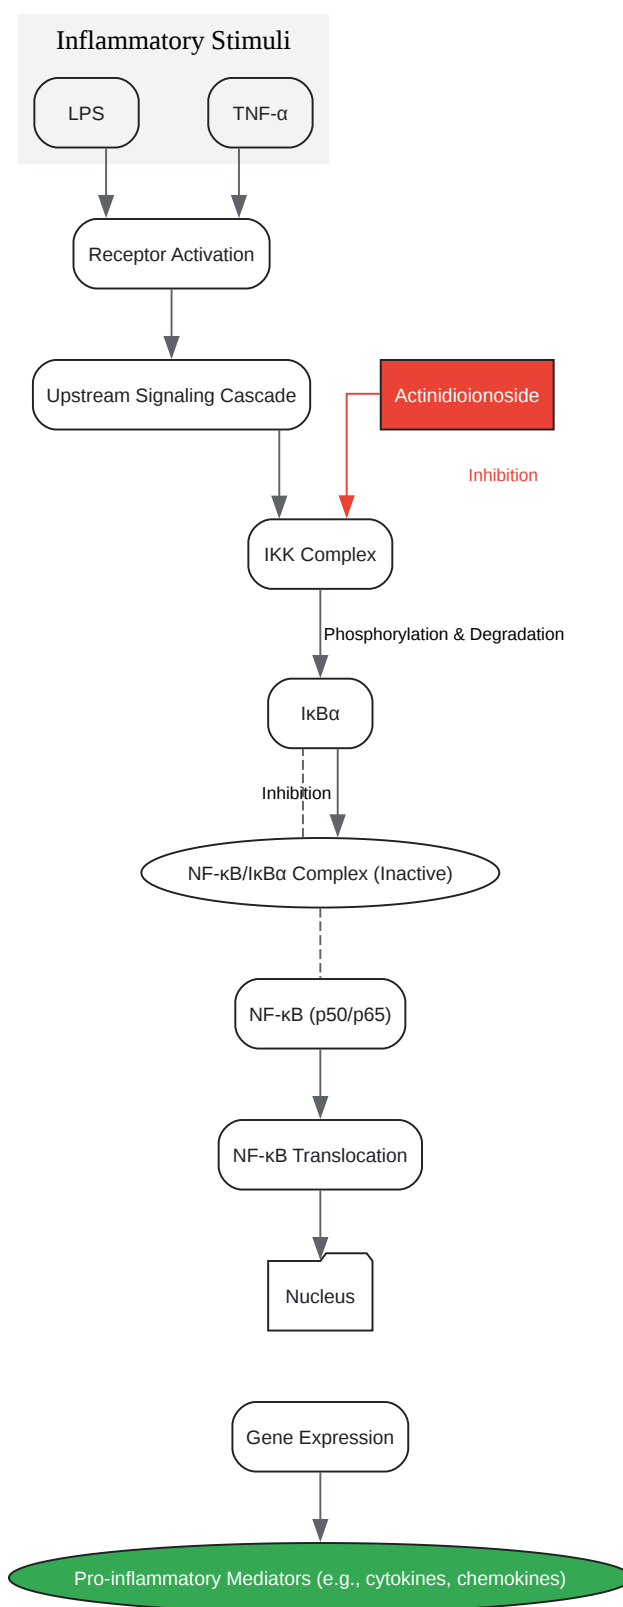 Inflammatory Stimuli
LPS
TNF-α
Receptor Activation
Upstream Signaling Cascade
Actinidioionoside
Inhibition
IKK Complex
Phosphorylation & Degradation
IκBα
Inhibition
NF-κB/IκBα Complex (Inactive)
NF-κB (p50/p65)
NF-κB Translocation
Nucleus
Gene Expression
Pro-inflammatory Mediators (e.g., cytokines, chemokines)